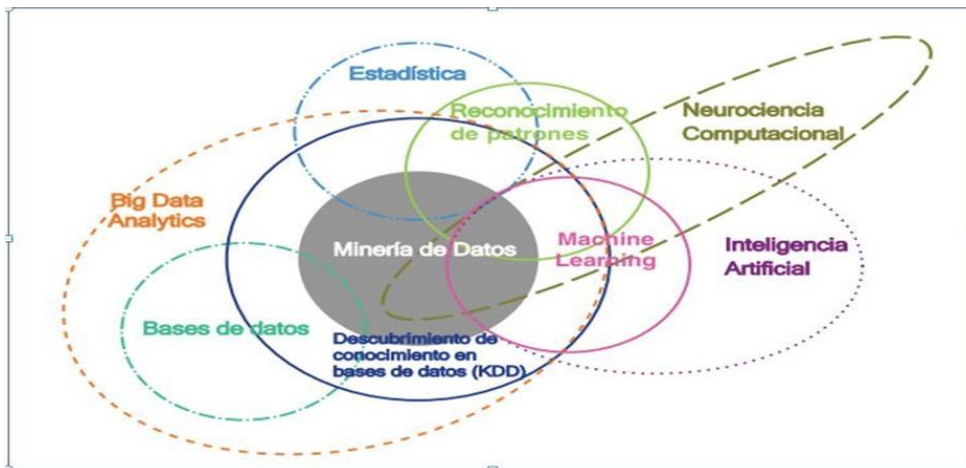 Estadística
Reconocimiento
de patrones
Neurociencia
Computacional
Big Data
Analytics
Minería de Datos
Machine
Learning
Inteligencia
Artificial
Bases de datos
Descubrimiento de
conocimiento en
bases de datos (KDD)